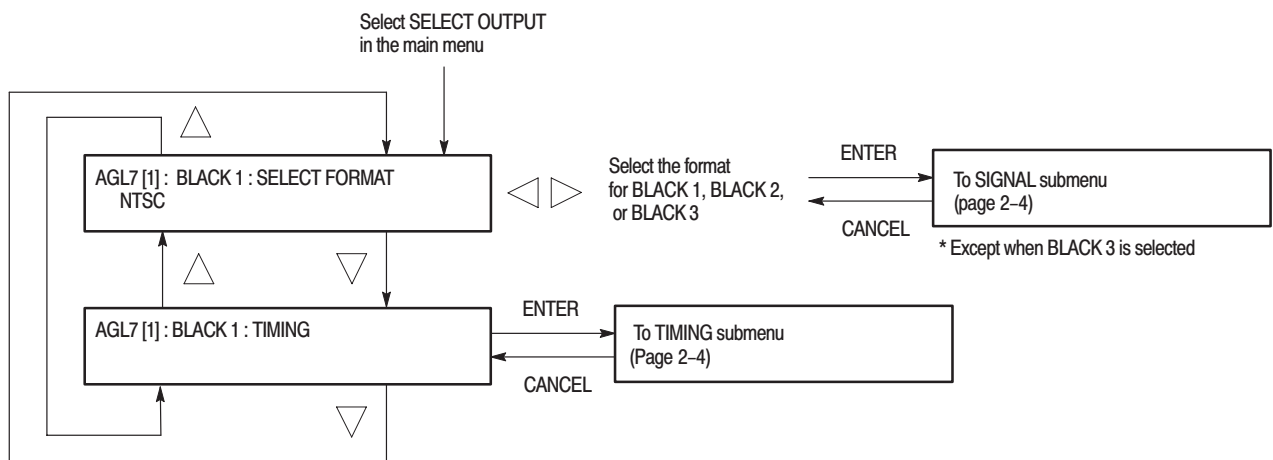 Select SELECT OUTPUT
in the main menu
AGL7 [1] : BLACK 1 : SELECT FORMAT
NTSC
Select the format
for BLACK 1, BLACK 2,
or BLACK 3
ENTER
CANCEL
To SIGNAL submenu
(page 2–4)
* Except when BLACK 3 is selected
AGL7 [1] : BLACK 1 : TIMING
ENTER
CANCEL
To TIMING submenu
(Page 2–4)